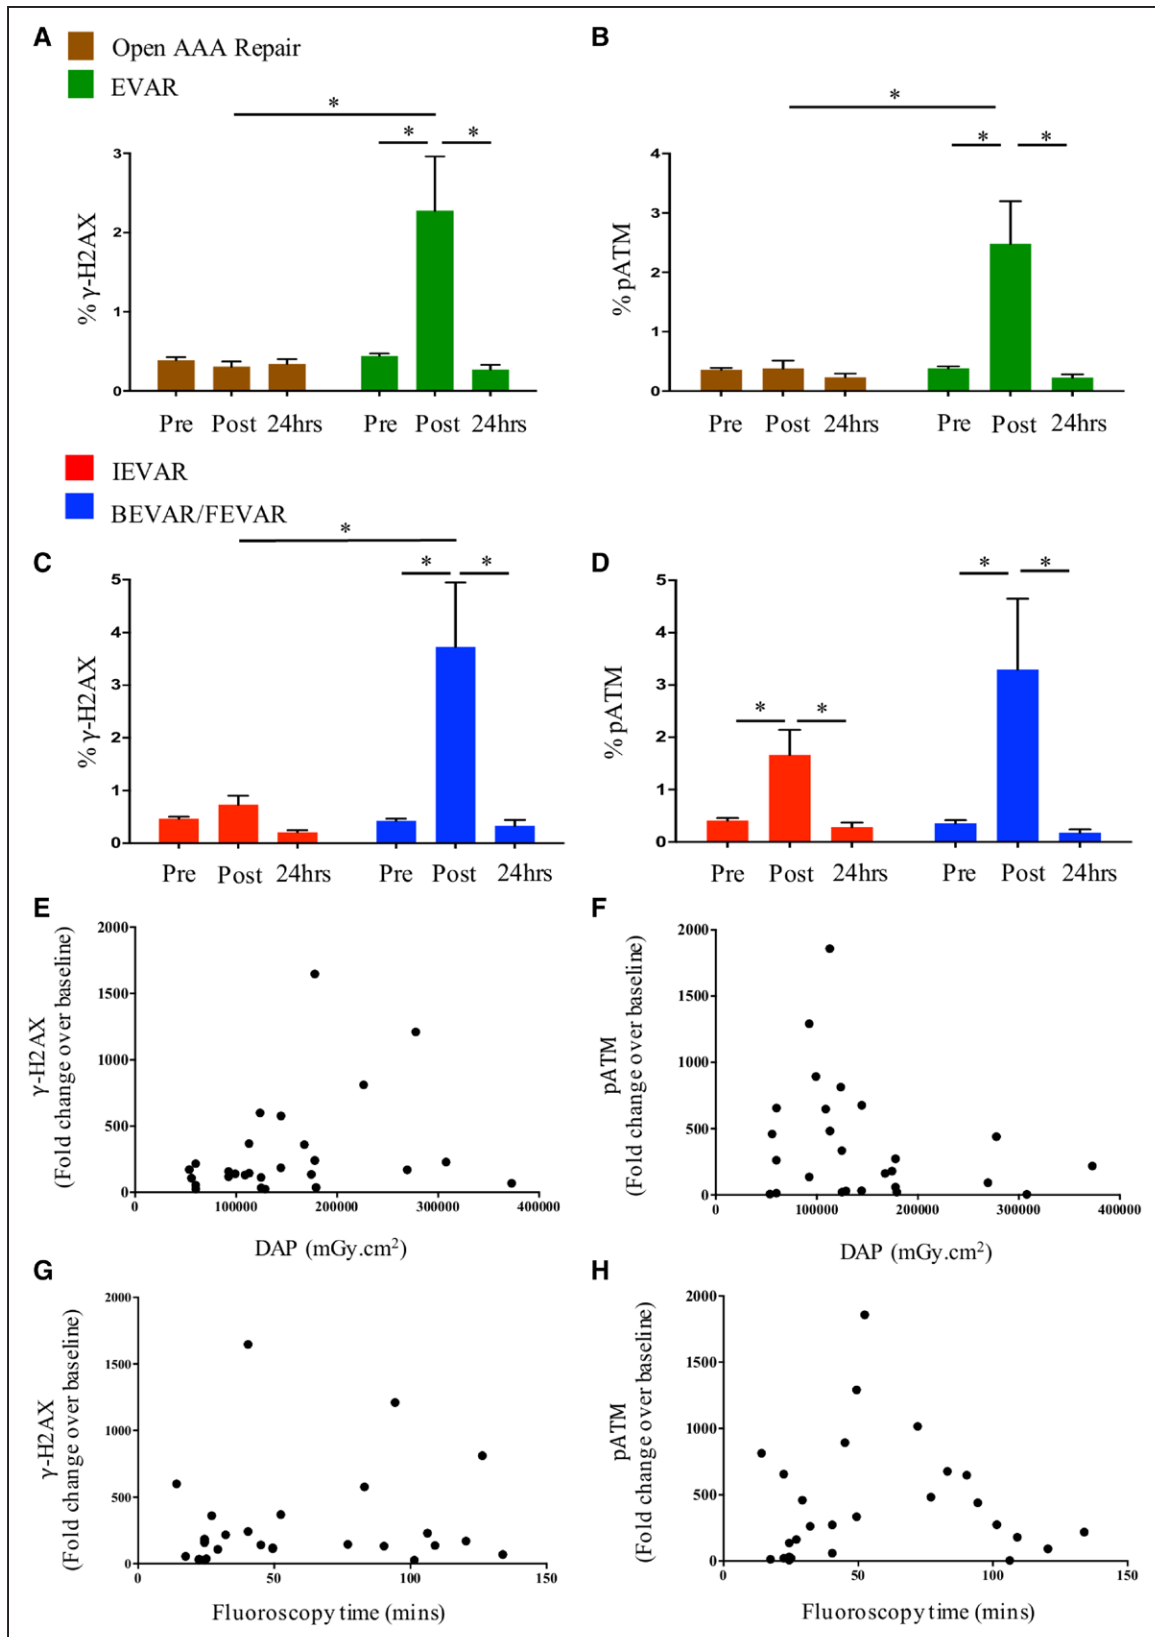 A
Open AAA Repair
EVAR
B
*
* *
3
2
1
0
% γ-H2AX
Pre Post 24hrs Pre Post 24hrs
*
* *
4
3
2
1
0
% pATM
Pre Post 24hrs Pre Post 24hrs
IEVAR
BEVAR/FEVAR
C
*
* *
5
4
3
2
1
0
% γ-H2AX
Pre Post 24hrs Pre Post 24hrs
D
* *
* *
5
4
3
2
1
0
% pATM
Pre Post 24hrs Pre Post 24hrs
E
2000
1500
1000
500
0
γ-H2AX
(Fold change over baseline)
0 100000 200000 300000 400000
DAP (mGy.cm²)
F
2000
1500
1000
500
0
pATM
(Fold change over baseline)
0 100000 200000 300000 400000
DAP (mGy.cm²)
G
2000
1500
1000
500
0
γ-H2AX
(Fold change over baseline)
0 50 100 150
Fluoroscopy time (mins)
H
2000
1500
1000
500
0
pATM
(Fold change over baseline)
0 50 100 150
Fluoroscopy time (mins)